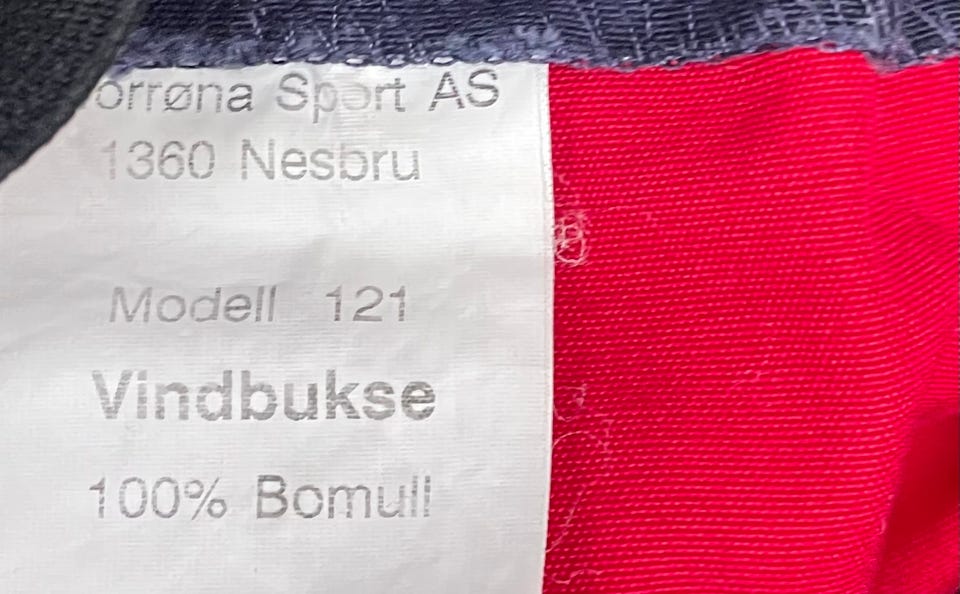 orrøna Sport AS
1360 Nesbru
Modell 121
Vindbukse
100% Bomull